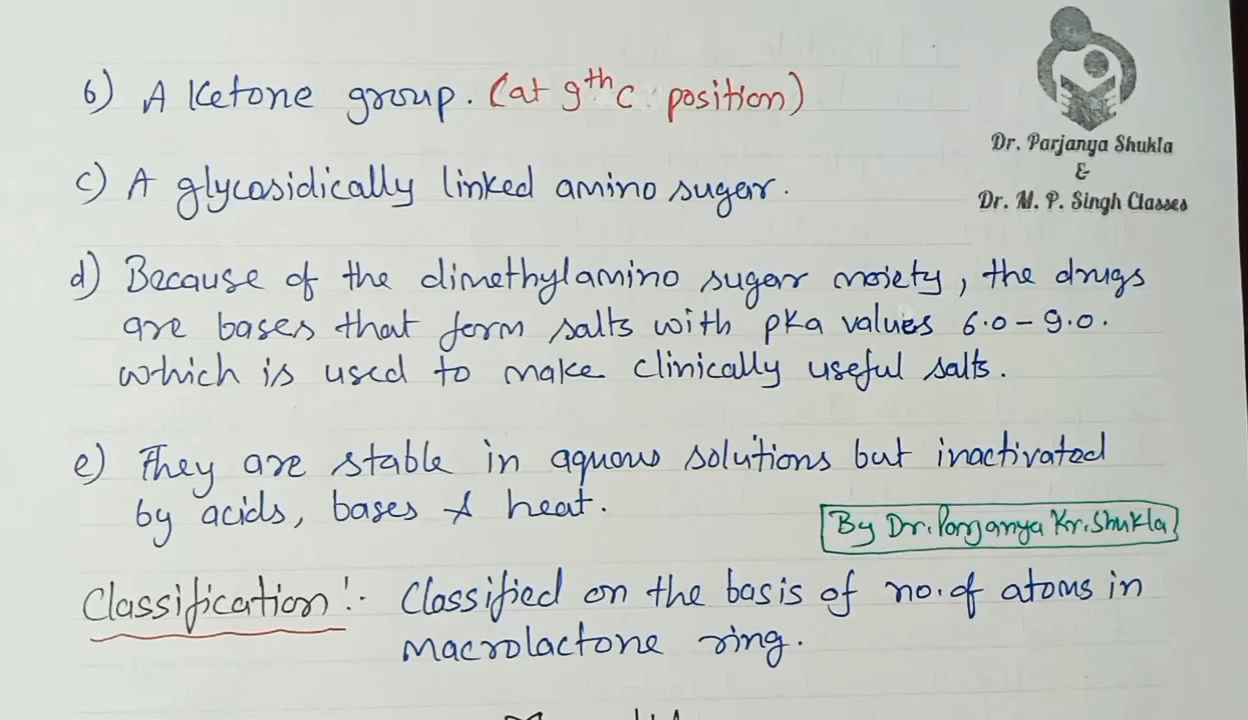 b) A Ketone group. (at 9th C position)
Dr. Parjanya Shukla
&
Dr. M. P. Singh Classes
c) A glycosidically linked amino sugar.
d) Because of the dimethylamino sugar moiety, the drugs
are bases that form salts with pKa values 6.0 – 9.0.
which is used to make clinically useful salts.
e) They are stable in aquous solutions but inactivated
by acids, bases & heat.
By Dr. Parjanya Kr. Shukla
Classification :- Classified on the basis of no. of atoms in
macrolactone ring.